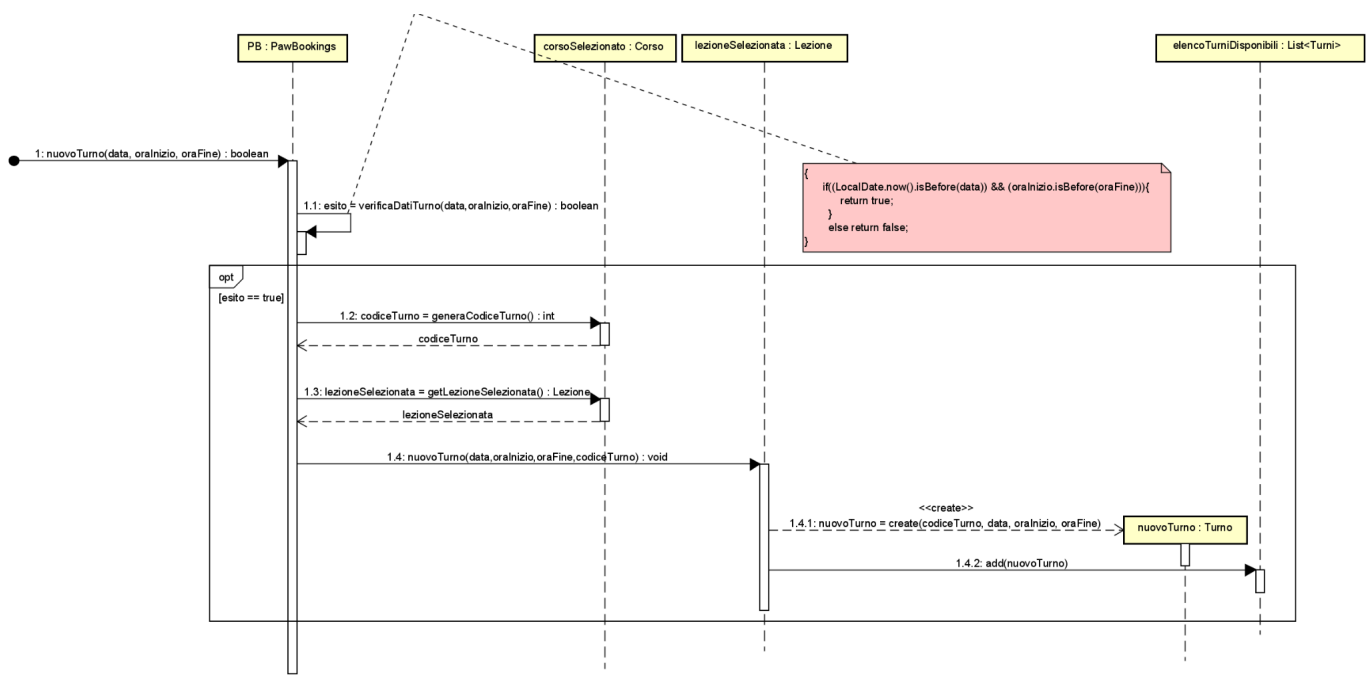 PB : PawBookings
corsoSelezionato : Corso
lezioneSelezionata : Lezione
elencoTurniDisponibili : List<Turni>
1: nuovoTurno(data, oraInizio, oraFine) : boolean
{
if((LocalDate.now().isBefore(data)) && (oraInizio.isBefore(oraFine))){
return true;
}
else return false;
}
1.1: esito = verificaDatiTurno(data,oraInizio,oraFine) : boolean
opt
[esito == true]
1.2: codiceTurno = generaCodiceTurno() : int
codiceTurno
1.3: lezioneSelezionata = getLezioneSelezionata() : Lezione
lezioneSelezionata
1.4: nuovoTurno(data,oraInizio,oraFine,codiceTurno) : void
<<create>>
1.4.1: nuovoTurno = create(codiceTurno, data, oraInizio, oraFine)
nuovoTurno : Turno
1.4.2: add(nuovoTurno)